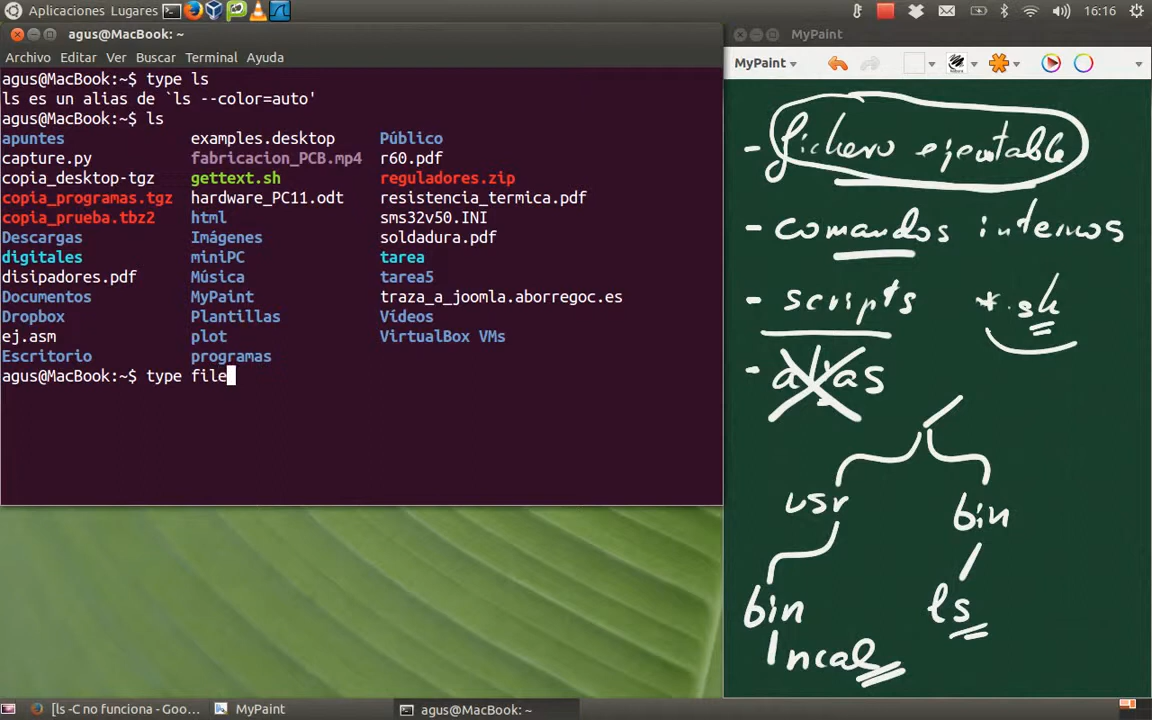 Aplicaciones Lugares 16:16
agus@MacBook: ~
Archivo Editar Ver Buscar Terminal Ayuda
agus@MacBook:~$ type ls
ls es un alias de `ls --color=auto'
agus@MacBook:~$ ls
apuntes examples.desktop Público
capture.py fabricacion_PCB.mp4 r60.pdf
copia_desktop-tgz gettext.sh reguladores.zip
copia_programas.tgz hardware_PC11.odt resistencia_termica.pdf
copia_prueba.tbz2 html sms32v50.INI
Descargas Imágenes soldadura.pdf
digitales miniPC tarea
disipadores.pdf Música tarea5
Documentos MyPaint traza_a_joomla.aborregoc.es
Dropbox Plantillas Videos
ej.asm plot VirtualBox VMs
Escritorio programas
agus@MacBook:~$ type file
MyPaint
MyPaint
- fichero ejecutable
- comandos internos
- scripts *.sh
- alias
/
usr bin
bin ls
local
[ls -C no funciona - Goo... MyPaint agus@MacBook: ~